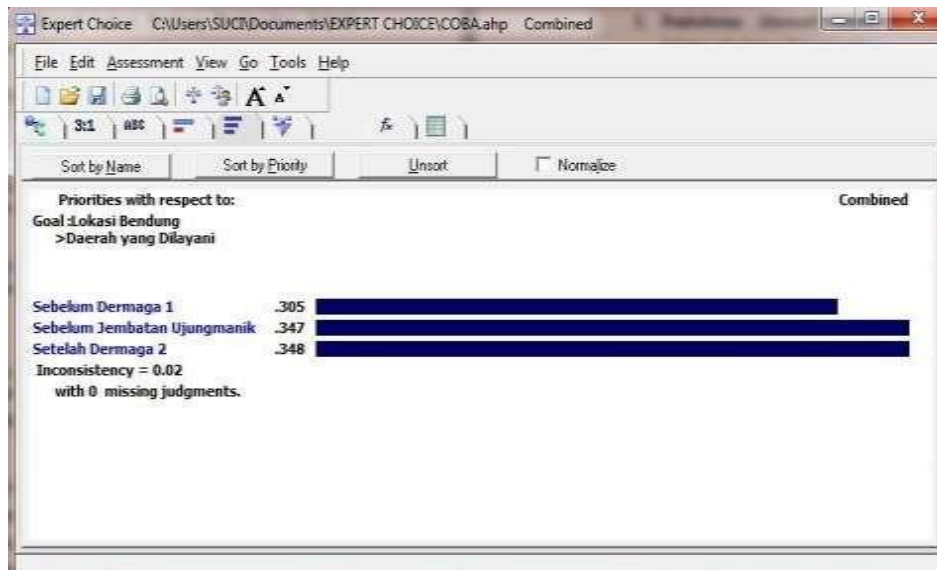 Expert Choice C:\Users\SUCI\Documents\EXPERT CHOICE\COBA.ahp Combined
File Edit Assessment View Go Tools Help
A A
3:1 ABC
Sort by Name Sort by Priority Unsort Normalize
Priorities with respect to: Combined
Goal :Lokasi Bendung
>Daerah yang Dilayani
Sebelum Dermaga 1 .305
Sebelum Jembatan Ujungmanik .347
Setelah Dermaga 2 .348
Inconsistency = 0.02
with 0 missing judgments.